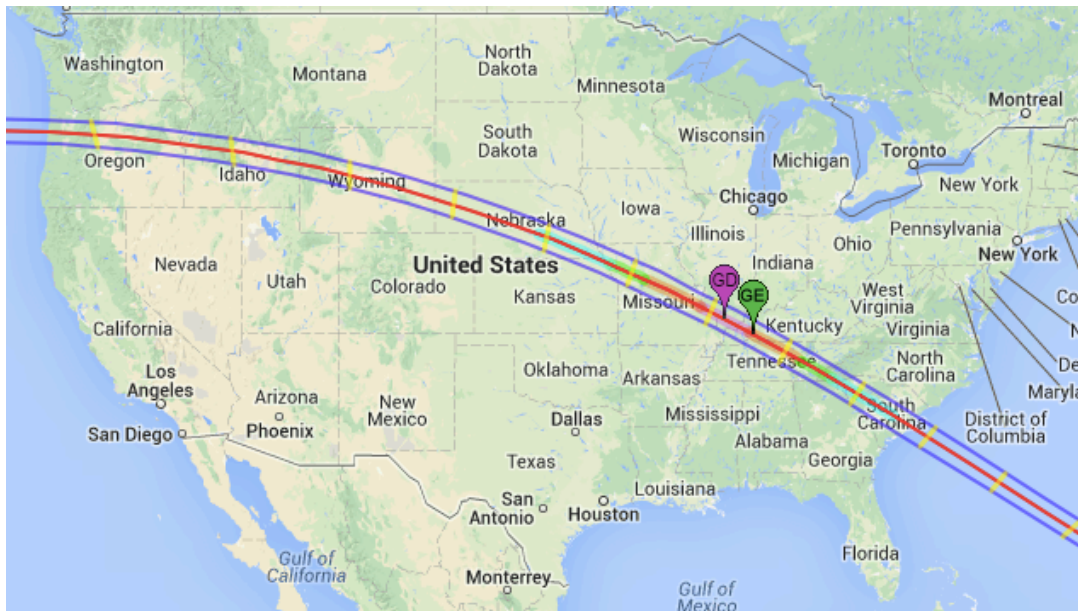 Washington
Montana
North
Dakota
Minnesota
Montreal
Oregon
Idaho
Wyoming
South
Dakota
Wisconsin
Michigan
Toronto
New York
Nebraska
Iowa
Chicago
Illinois
Ohio
Pennsylvania
New York
Nevada
Utah
Colorado
United States
Kansas
Missouri
GD
GE
Indiana
West
Virginia
Kentucky
Virginia
California
Tennessee
North
Carolina
Oklahoma
Arkansas
Los
Angeles
Arizona
Phoenix
New
Mexico
Dallas
Mississippi
South
Carolina
District of
Columbia
San Diego
Alabama
Georgia
Texas
Louisiana
San
Antonio
Houston
Florida
Gulf of
California
Monterrey
Gulf of
Mexico
Co
De
Maryla